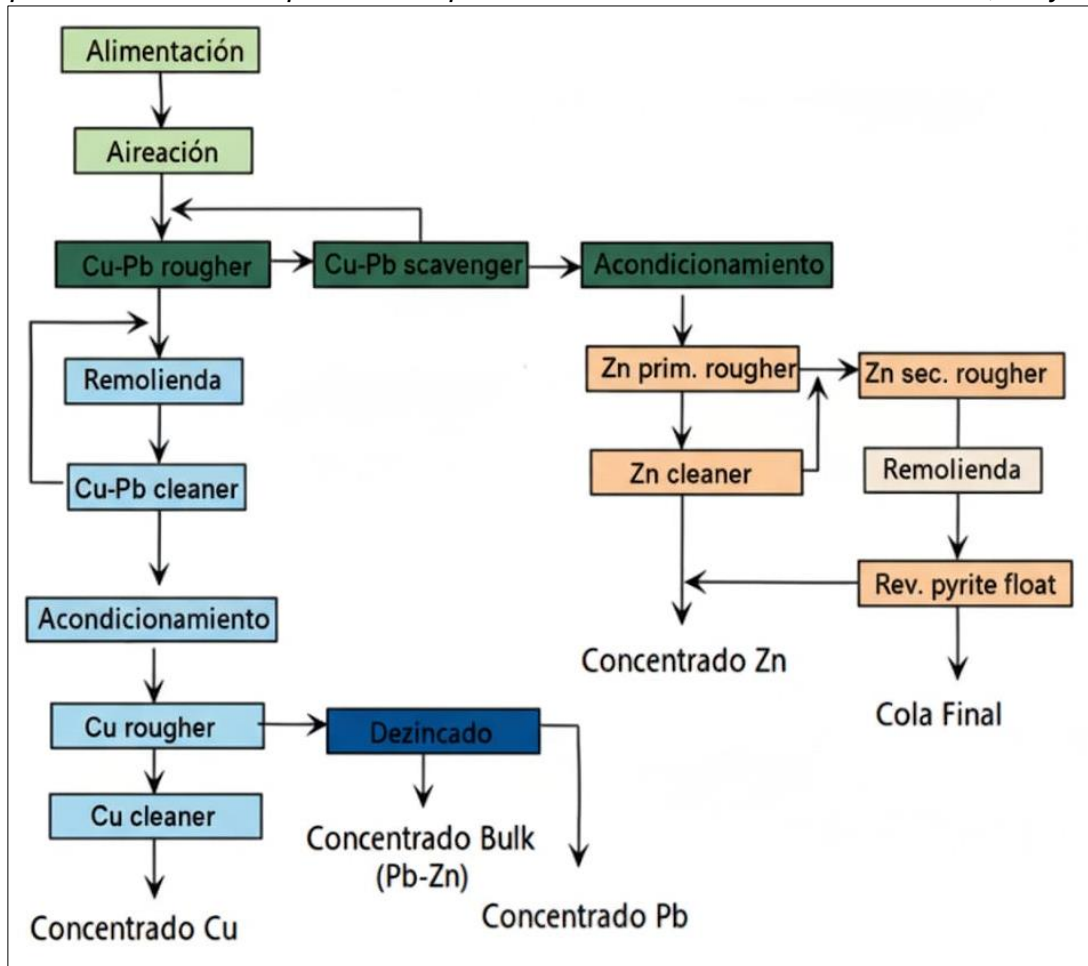 Alimentación
Aireación
Cu-Pb rougher
Cu-Pb scavenger
Acondicionamiento
Remolienda
Cu-Pb cleaner
Zn prim. rougher
Zn sec. rougher
Zn cleaner
Remolienda
Rev. pyrite float
Concentrado Zn
Cola Final
Acondicionamiento
Cu rougher
Dezincado
Cu cleaner
Concentrado Bulk
(Pb-Zn)
Concentrado Pb
Concentrado Cu